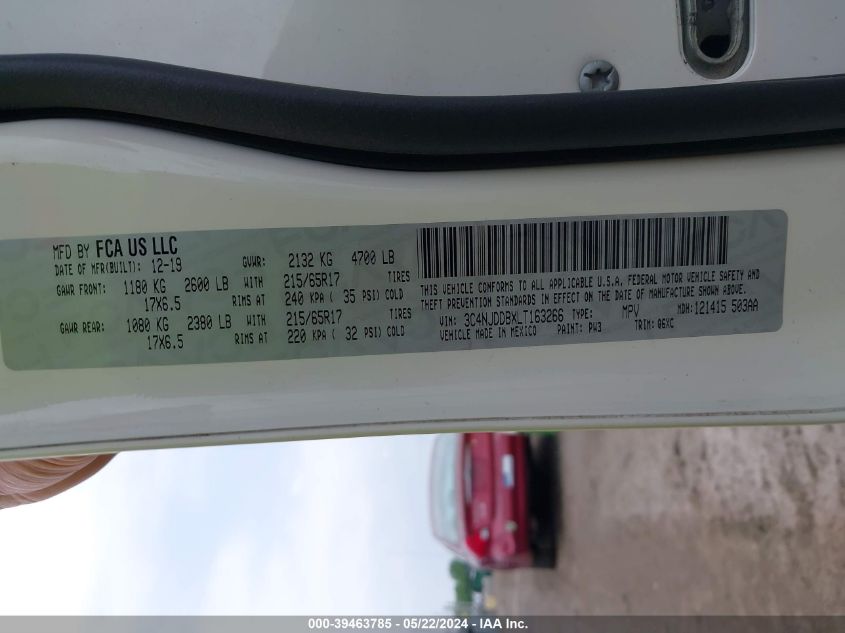 MFD BY FCA US LLC
DATE OF MFR(BUILT): 12-19 GVWR: 2132 KG 4700 LB
GAWR FRONT: 1180 KG 2600 LB WITH 215/65R17 TIRES
17X6.5 RIMS AT 240 KPA ( 35 PSI) COLD
GAWR REAR: 1080 KG 2380 LB WITH 215/65R17 TIRES
17X6.5 RIMS AT 220 KPA ( 32 PSI) COLD
THIS VEHICLE CONFORMS TO ALL APPLICABLE U.S.A. FEDERAL MOTOR VEHICLE SAFETY AND
THEFT PREVENTION STANDARDS IN EFFECT ON THE DATE OF MANUFACTURE SHOWN ABOVE.
VIN: 3C4NJDDBXLT163266 TYPE: MPV MDH: 121415 503AA
VEHICLE MADE IN MEXICO PAINT: PW3 TRIM: Q6XC
000-39463785 - 05/22/2024 - IAA Inc.